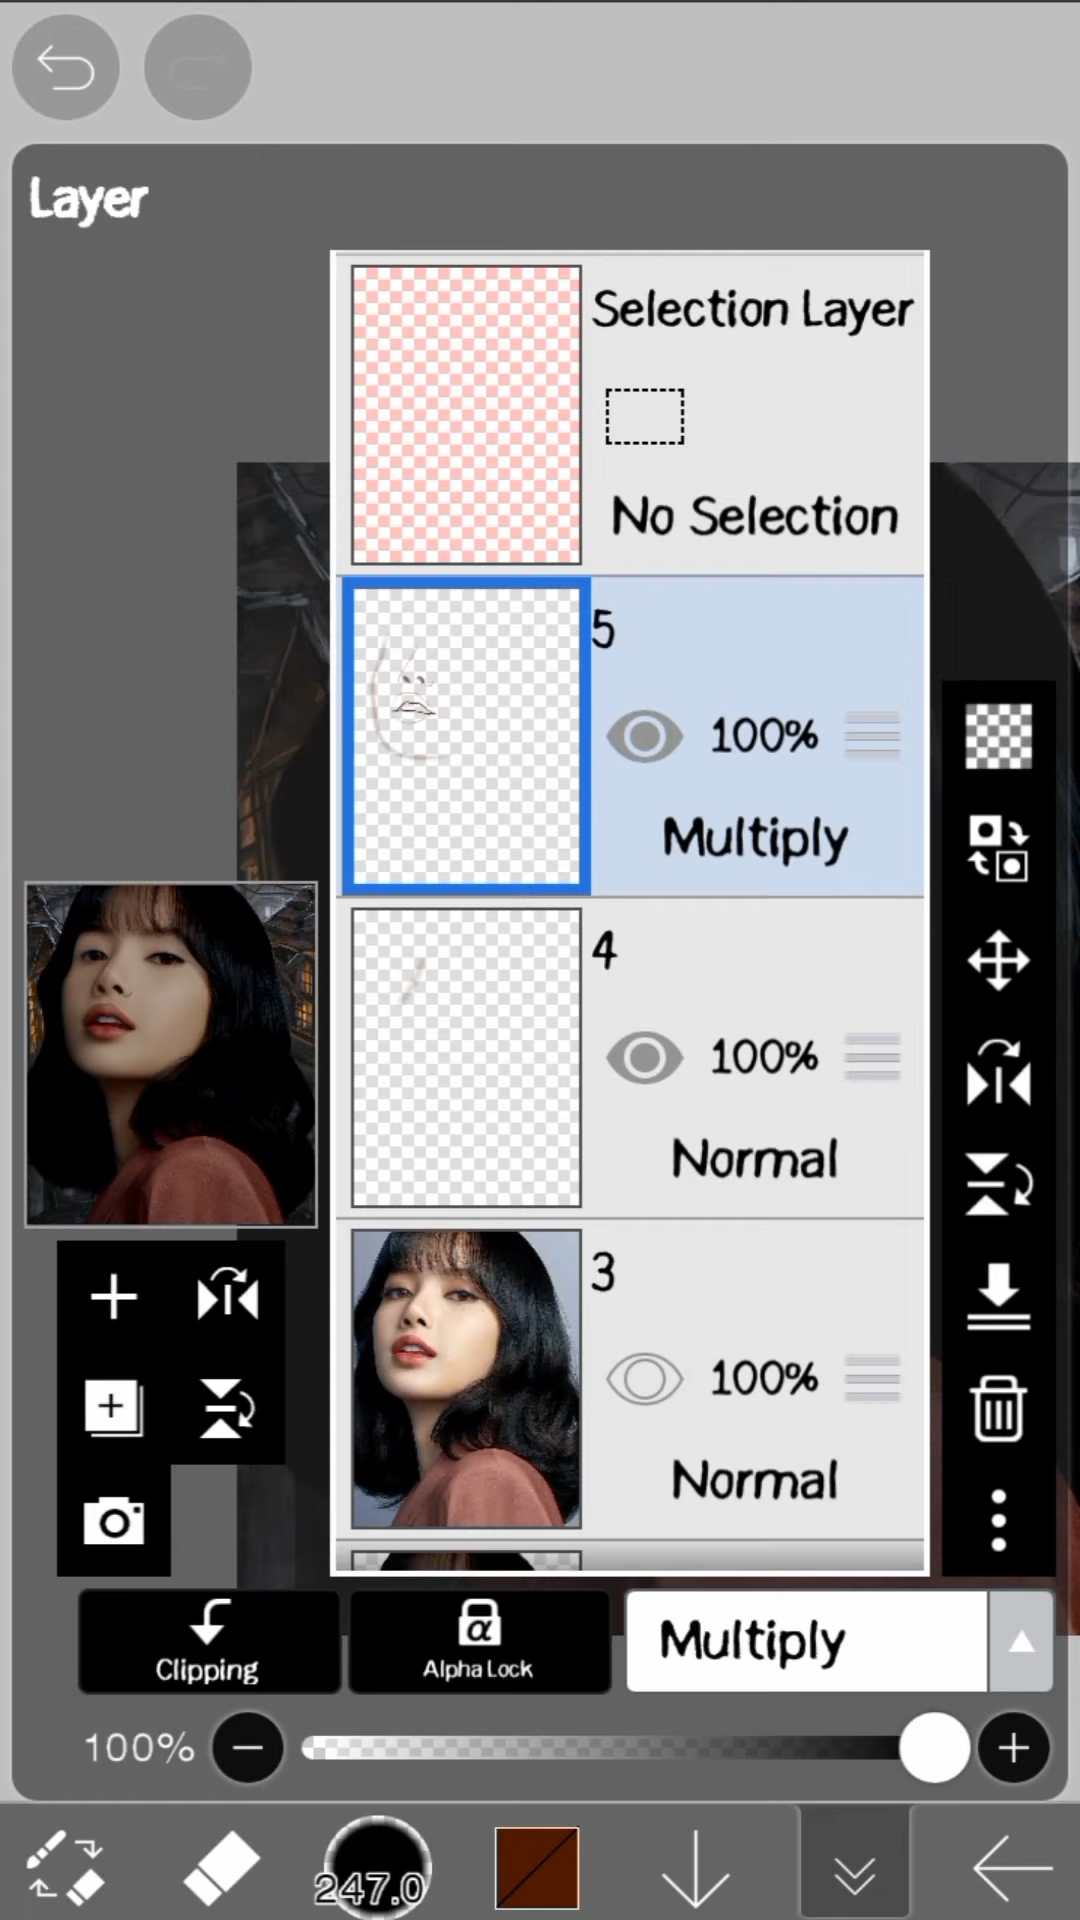 Layer
Selection Layer
No Selection
5
100%
Multiply
4
100%
Normal
3
100%
Normal
Clipping
α
Alpha Lock
Multiply
100%
247.0